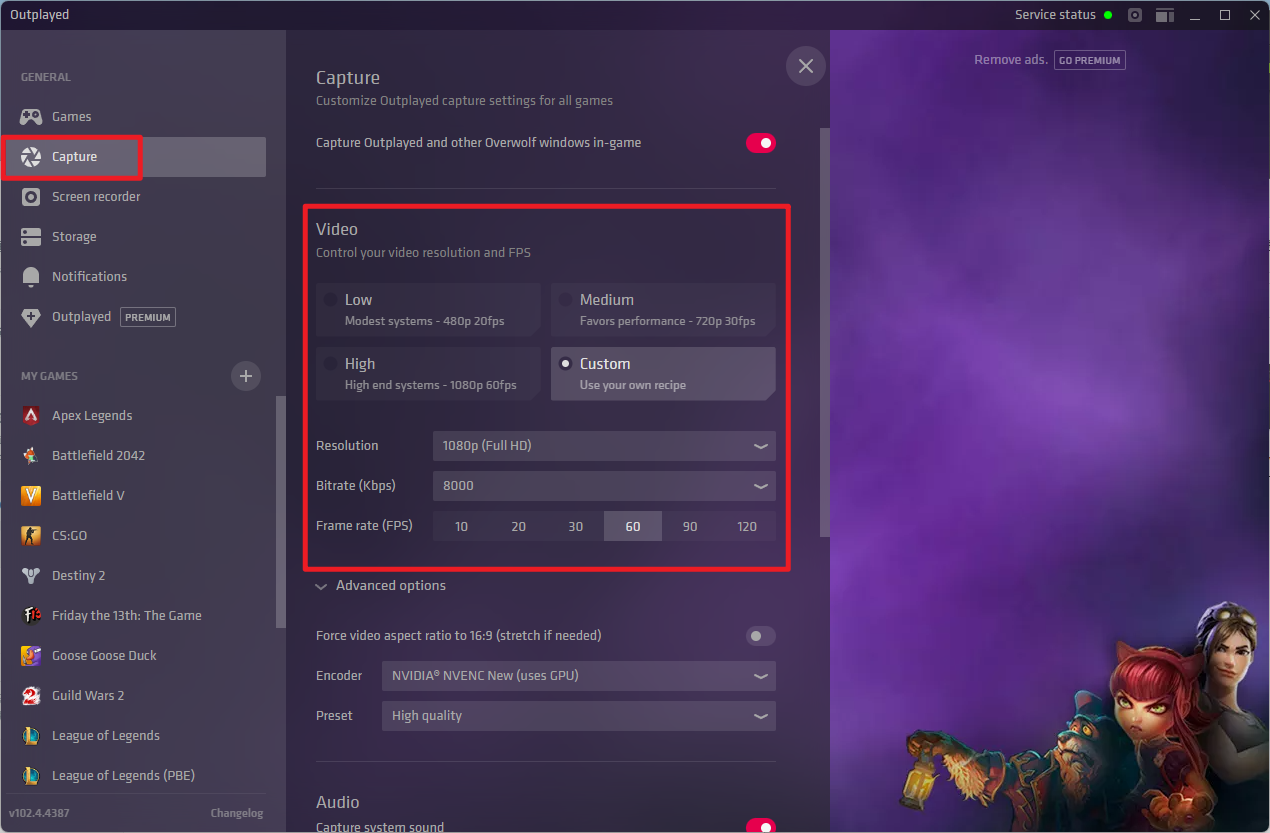 Outplayed
Service status
GENERAL
Games
Capture
Screen recorder
Storage
Notifications
Outplayed PREMIUM
MY GAMES
Apex Legends
Battlefield 2042
Battlefield V
CS:GO
Destiny 2
Friday the 13th: The Game
Goose Goose Duck
Guild Wars 2
League of Legends
League of Legends (PBE)
v102.4.4387
Changelog
Capture
Customize Outplayed capture settings for all games
Capture Outplayed and other Overwolf windows in-game
Video
Control your video resolution and FPS
Low
Modest systems - 480p 20fps
Medium
Favors performance - 720p 30fps
High
High end systems - 1080p 60fps
Custom
Use your own recipe
Resolution 1080p (Full HD)
Bitrate (Kbps) 8000
Frame rate (FPS) 10 20 30 60 90 120
Advanced options
Force video aspect ratio to 16:9 (stretch if needed)
Encoder NVIDIA® NVENC New (uses GPU)
Preset High quality
Audio
Capture system sound
Remove ads. GO PREMIUM